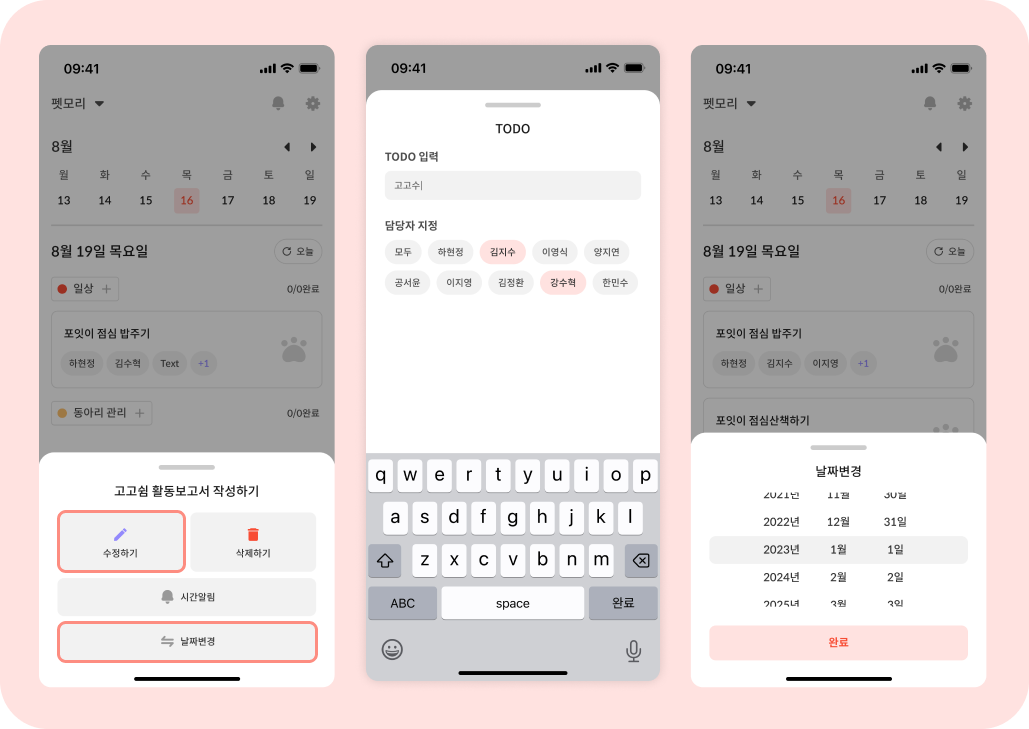 09:41
펫모리
8월
월 화 수 목 금 토 일
13 14 15 16 17 18 19
8월 19일 목요일
오늘
일상 +
0/0완료
포잇이 점심 밥주기
하현정 김수혁 Text +1
동아리 관리 +
0/0완료
고고쉼 활동보고서 작성하기
수정하기
삭제하기
시간알림
날짜변경
09:41
TODO
TODO 입력
고고수
담당자 지정
모두 하현정 김지수 이영식 양지연
공서윤 이지영 김정환 강수혁 한민수
q w e r t y u i o p
a s d f g h j k l
z x c v b n m
ABC space 완료
09:41
펫모리
8월
월 화 수 목 금 토 일
13 14 15 16 17 18 19
8월 19일 목요일
오늘
일상 +
0/0완료
포잇이 점심 밥주기
하현정 김지수 이지영 +1
포잇이 점심산책하기
날짜변경
2021년 11월 30일
2022년 12월 31일
2023년 1월 1일
2024년 2월 2일
2025년 3월 3일
완료